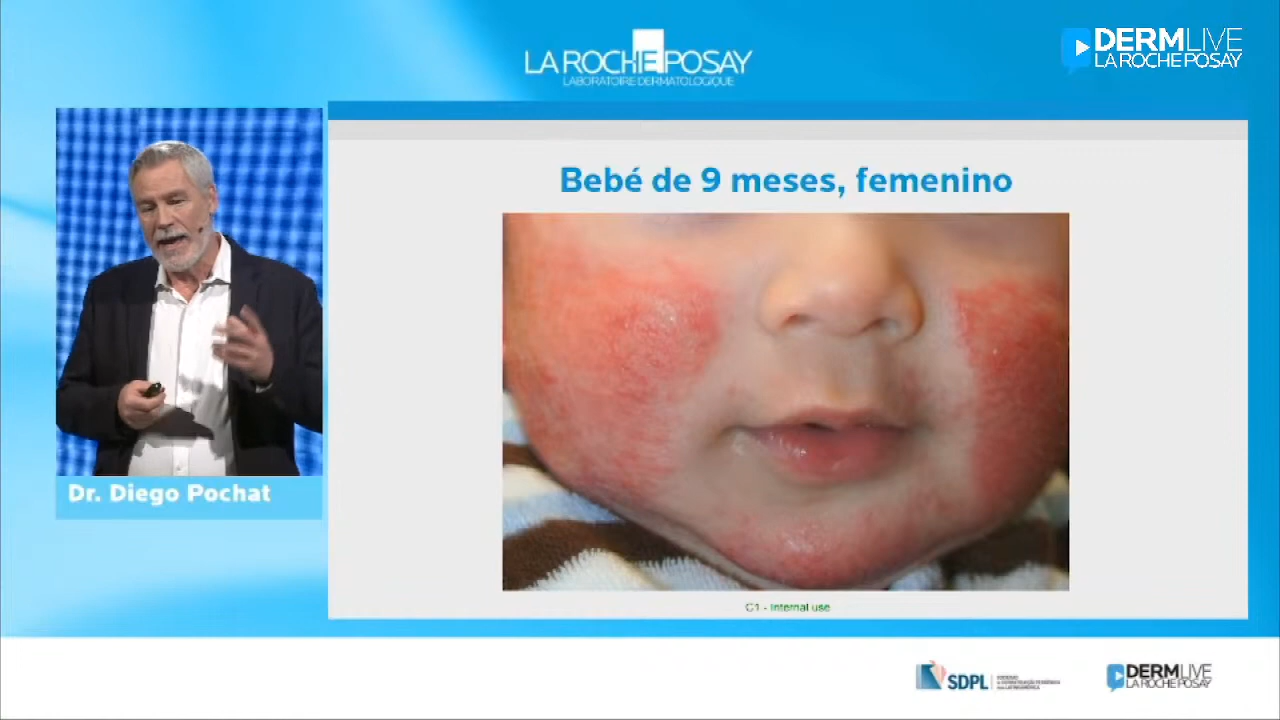 LA ROCHE POSAY
LABORATOIRE DERMATOLOGIQUE
DERMLIVE
LA ROCHE POSAY
Bebé de 9 meses, femenino
Dr. Diego Pochat
C1 - Internal use
SDPL
DERMLIVE
LA ROCHE POSAY